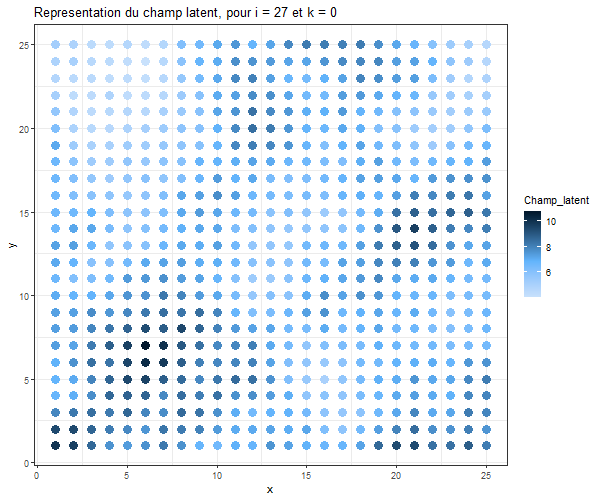 Representation du champ latent, pour i = 27 et k = 0
25
20
15
10
5
0
y
0 5 10 15 20 25
x
Champ_latent
10
8
6